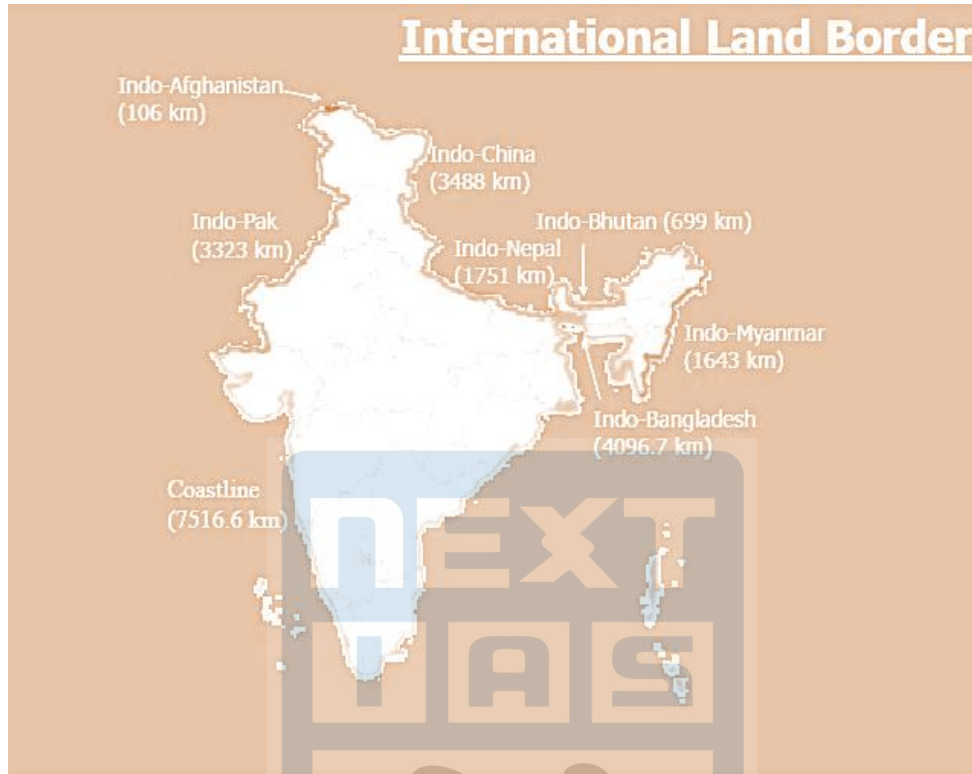 International Land Border
Indo-Afghanistan
(106 km)
Indo-China
(3488 km)
Indo-Pak
(3323 km)
Indo-Bhutan (699 km)
Indo-Nepal
(1751 km)
Indo-Myanmar
(1643 km)
Indo-Bangladesh
(4096.7 km)
Coastline
(7516.6 km)
NEXT
IAS